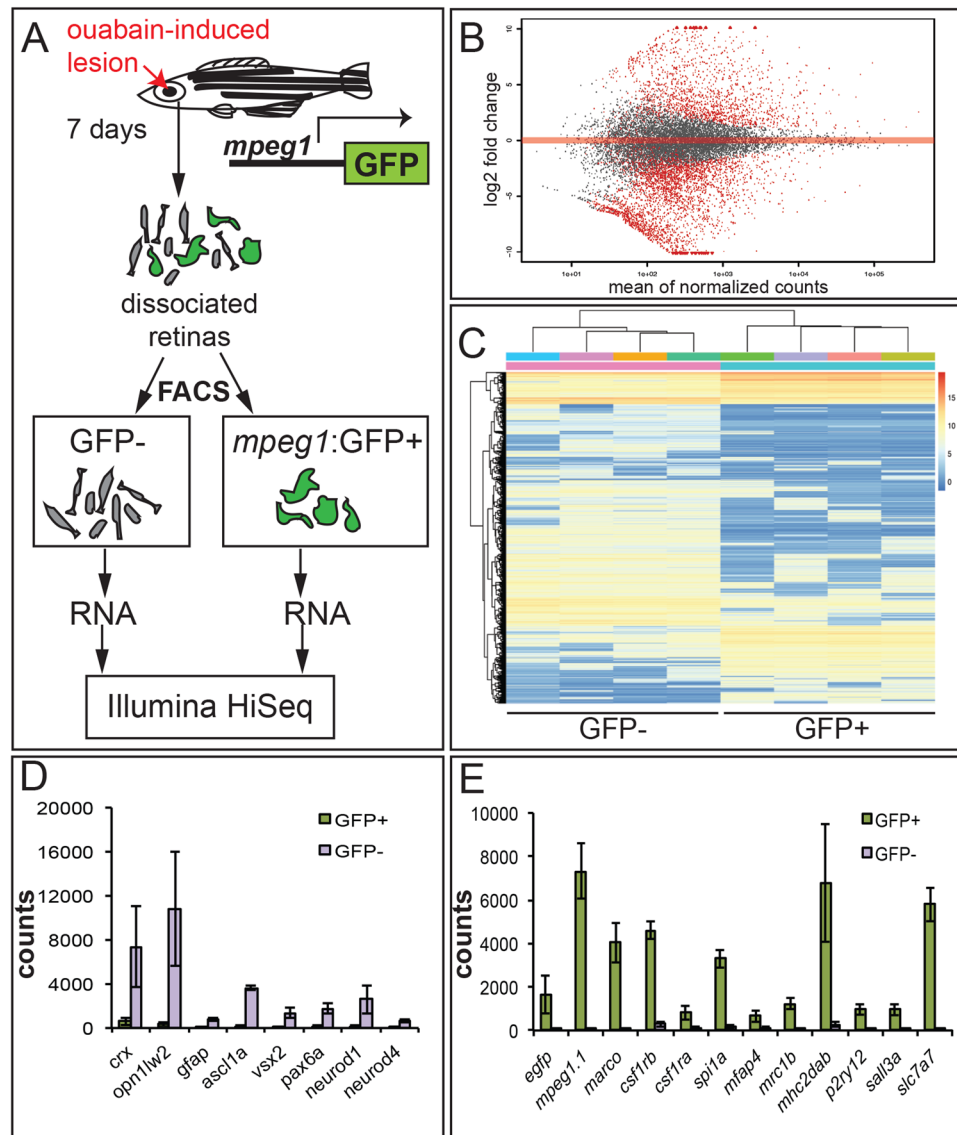 A
ouabain-induced
lesion
7 days
mpeg1
GFP
dissociated
retinas
FACS
GFP-
mpeg1:GFP+
RNA
RNA
Illumina HiSeq
B
log2 fold change
10
5
0
-5
-10
1e+01
1e+02
1e+03
1e+04
1e+05
mean of normalized counts
C
15
10
5
0
GFP-
GFP+
D
counts
20000
16000
12000
8000
4000
0
GFP+
GFP-
crx
opn1lw2
gfap
ascl1a
vsx2
pax6a
neurod1
neurod4
E
counts
10000
8000
6000
4000
2000
0
GFP+
GFP-
egfp
mpeg1.1
marco
csf1rb
csf1ra
spi1a
mfap4
mrc1b
mhc2dab
p2ry12
sall3a
slc7a7